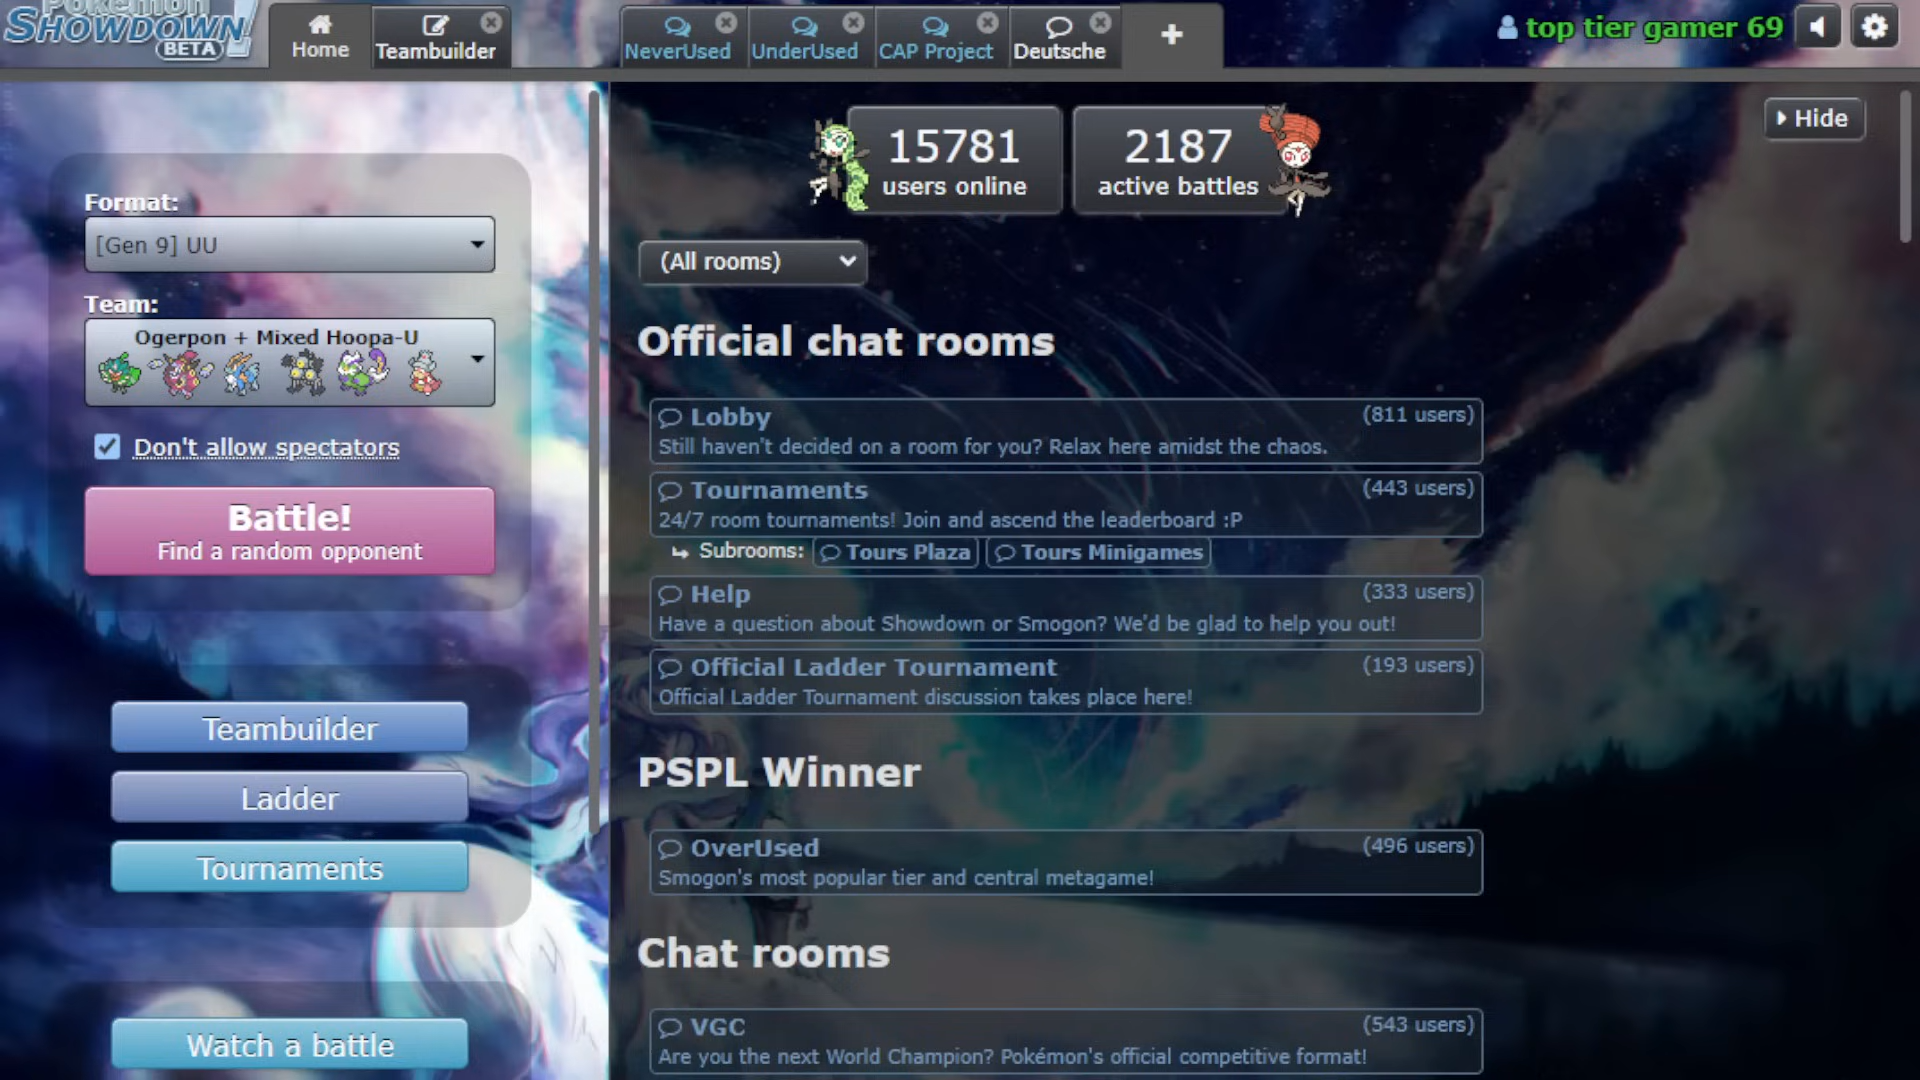 Pokémon
SHOWDOWN!
BETA
Home
Teambuilder
NeverUsed
UnderUsed
CAP Project
Deutsche
+
top tier gamer 69
Format:
[Gen 9] UU
Team:
Ogerpon + Mixed Hoopa-U
Don't allow spectators
Battle!
Find a random opponent
Teambuilder
Ladder
Tournaments
Watch a battle
15781
users online
2187
active battles
Hide
(All rooms)
Official chat rooms
Lobby (811 users)
Still haven't decided on a room for you? Relax here amidst the chaos.
Tournaments (443 users)
24/7 room tournaments! Join and ascend the leaderboard :P
Subrooms: Tours Plaza Tours Minigames
Help (333 users)
Have a question about Showdown or Smogon? We'd be glad to help you out!
Official Ladder Tournament (193 users)
Official Ladder Tournament discussion takes place here!
PSPL Winner
OverUsed (496 users)
Smogon's most popular tier and central metagame!
Chat rooms
VGC (543 users)
Are you the next World Champion? Pokémon's official competitive format!